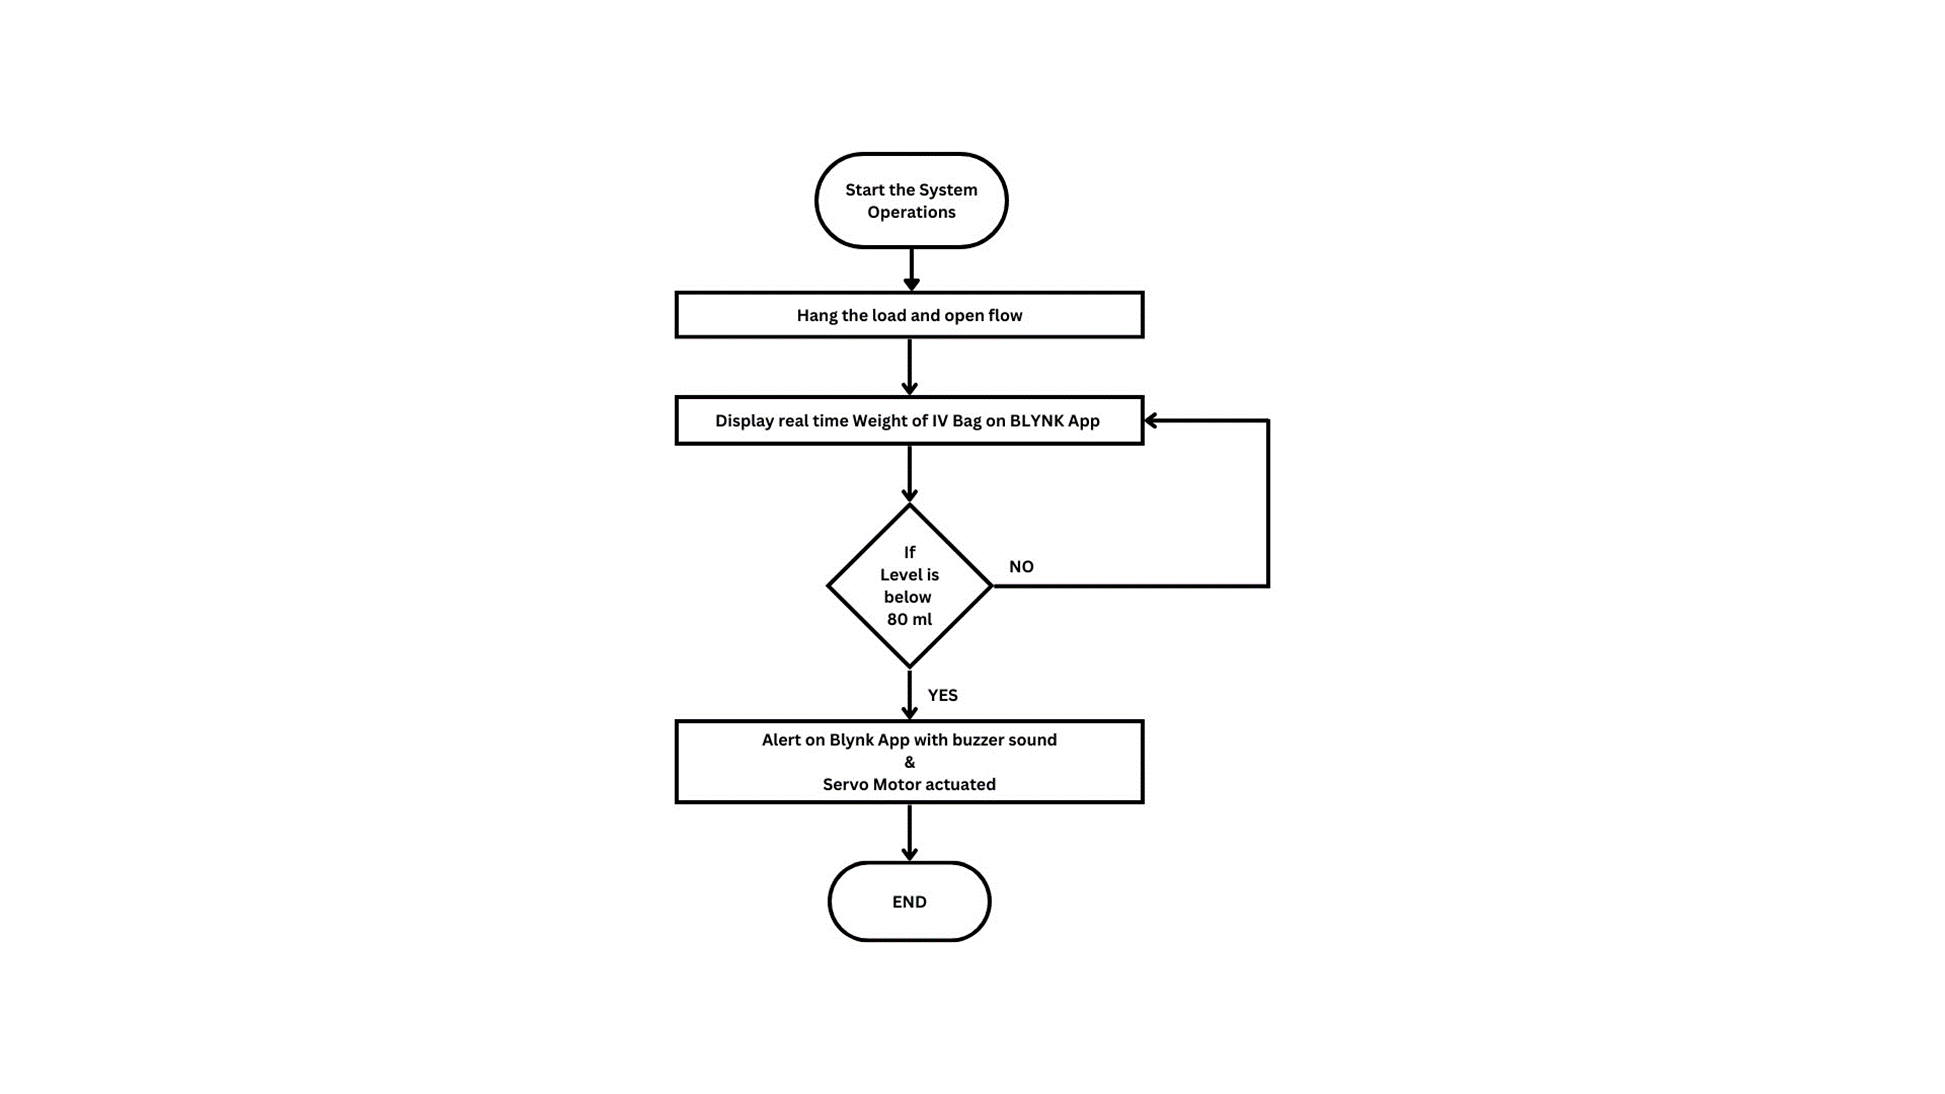 Start the System
Operations
Hang the load and open flow
Display real time Weight of IV Bag on BLYNK App
If
Level is
below
80 ml
NO
YES
Alert on Blynk App with buzzer sound
&
Servo Motor actuated
END